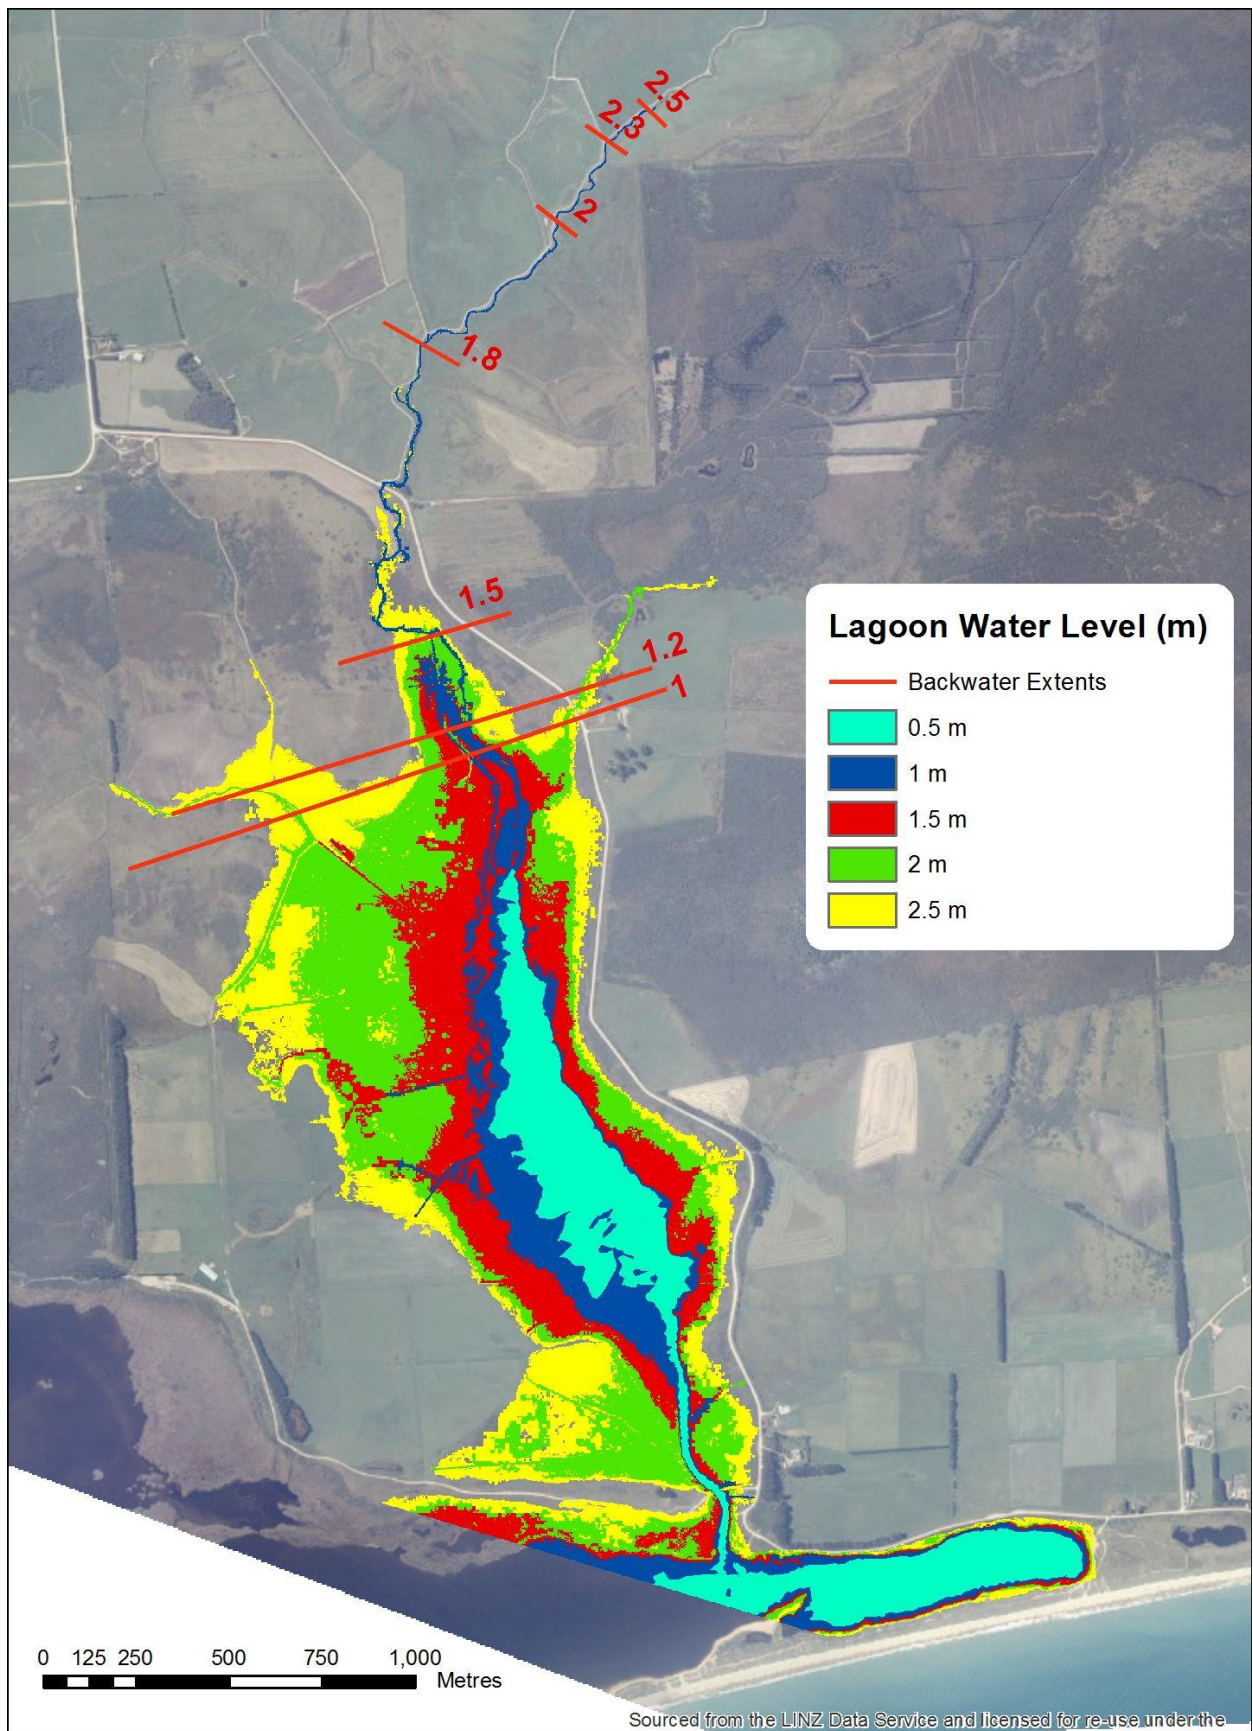 2.5
2.3
2
1.8
1.5
1.2
1
Lagoon Water Level (m)
Backwater Extents
0.5 m
1 m
1.5 m
2 m
2.5 m
0 125 250 500 750 1,000
Metres
Sourced from the LINZ Data Service and licensed for re-use under the